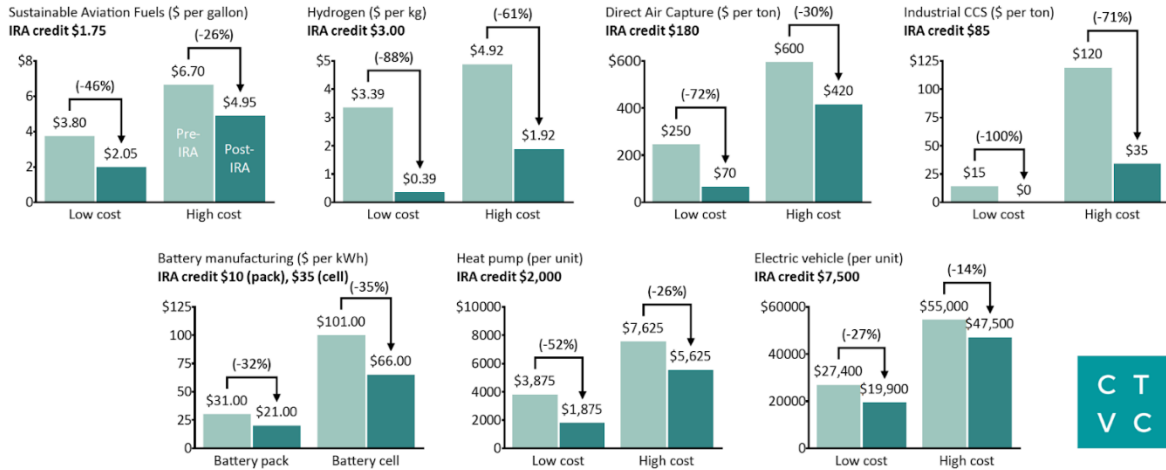 Sustainable Aviation Fuels ($ per gallon)
IRA credit $1.75
$8
6
4
2
0
$3.80
(-46%)
$2.05
$6.70
(-26%)
$4.95
Pre-
IRA
Post-
IRA
Low cost
High cost
Hydrogen ($ per kg)
IRA credit $3.00
$5
4
3
2
1
0
$3.39
(-88%)
$0.39
$4.92
(-61%)
$1.92
Low cost
High cost
Direct Air Capture ($ per ton)
IRA credit $180
$600
400
200
0
$250
(-72%)
$70
$600
(-30%)
$420
Low cost
High cost
Industrial CCS ($ per ton)
IRA credit $85
$125
100
75
50
25
0
$15
(-100%)
$0
$120
(-71%)
$35
Low cost
High cost
Battery manufacturing ($ per kWh)
IRA credit $10 (pack), $35 (cell)
$125
100
75
50
25
0
$31.00
(-32%)
$21.00
$101.00
(-35%)
$66.00
Battery pack
Battery cell
Heat pump (per unit)
IRA credit $2,000
$10000
8000
6000
4000
2000
0
$3,875
(-52%)
$1,875
$7,625
(-26%)
$5,625
Low cost
High cost
Electric vehicle (per unit)
IRA credit $7,500
$60000
40000
20000
0
$27,400
(-27%)
$19,900
$55,000
(-14%)
$47,500
Low cost
High cost
C T
V C